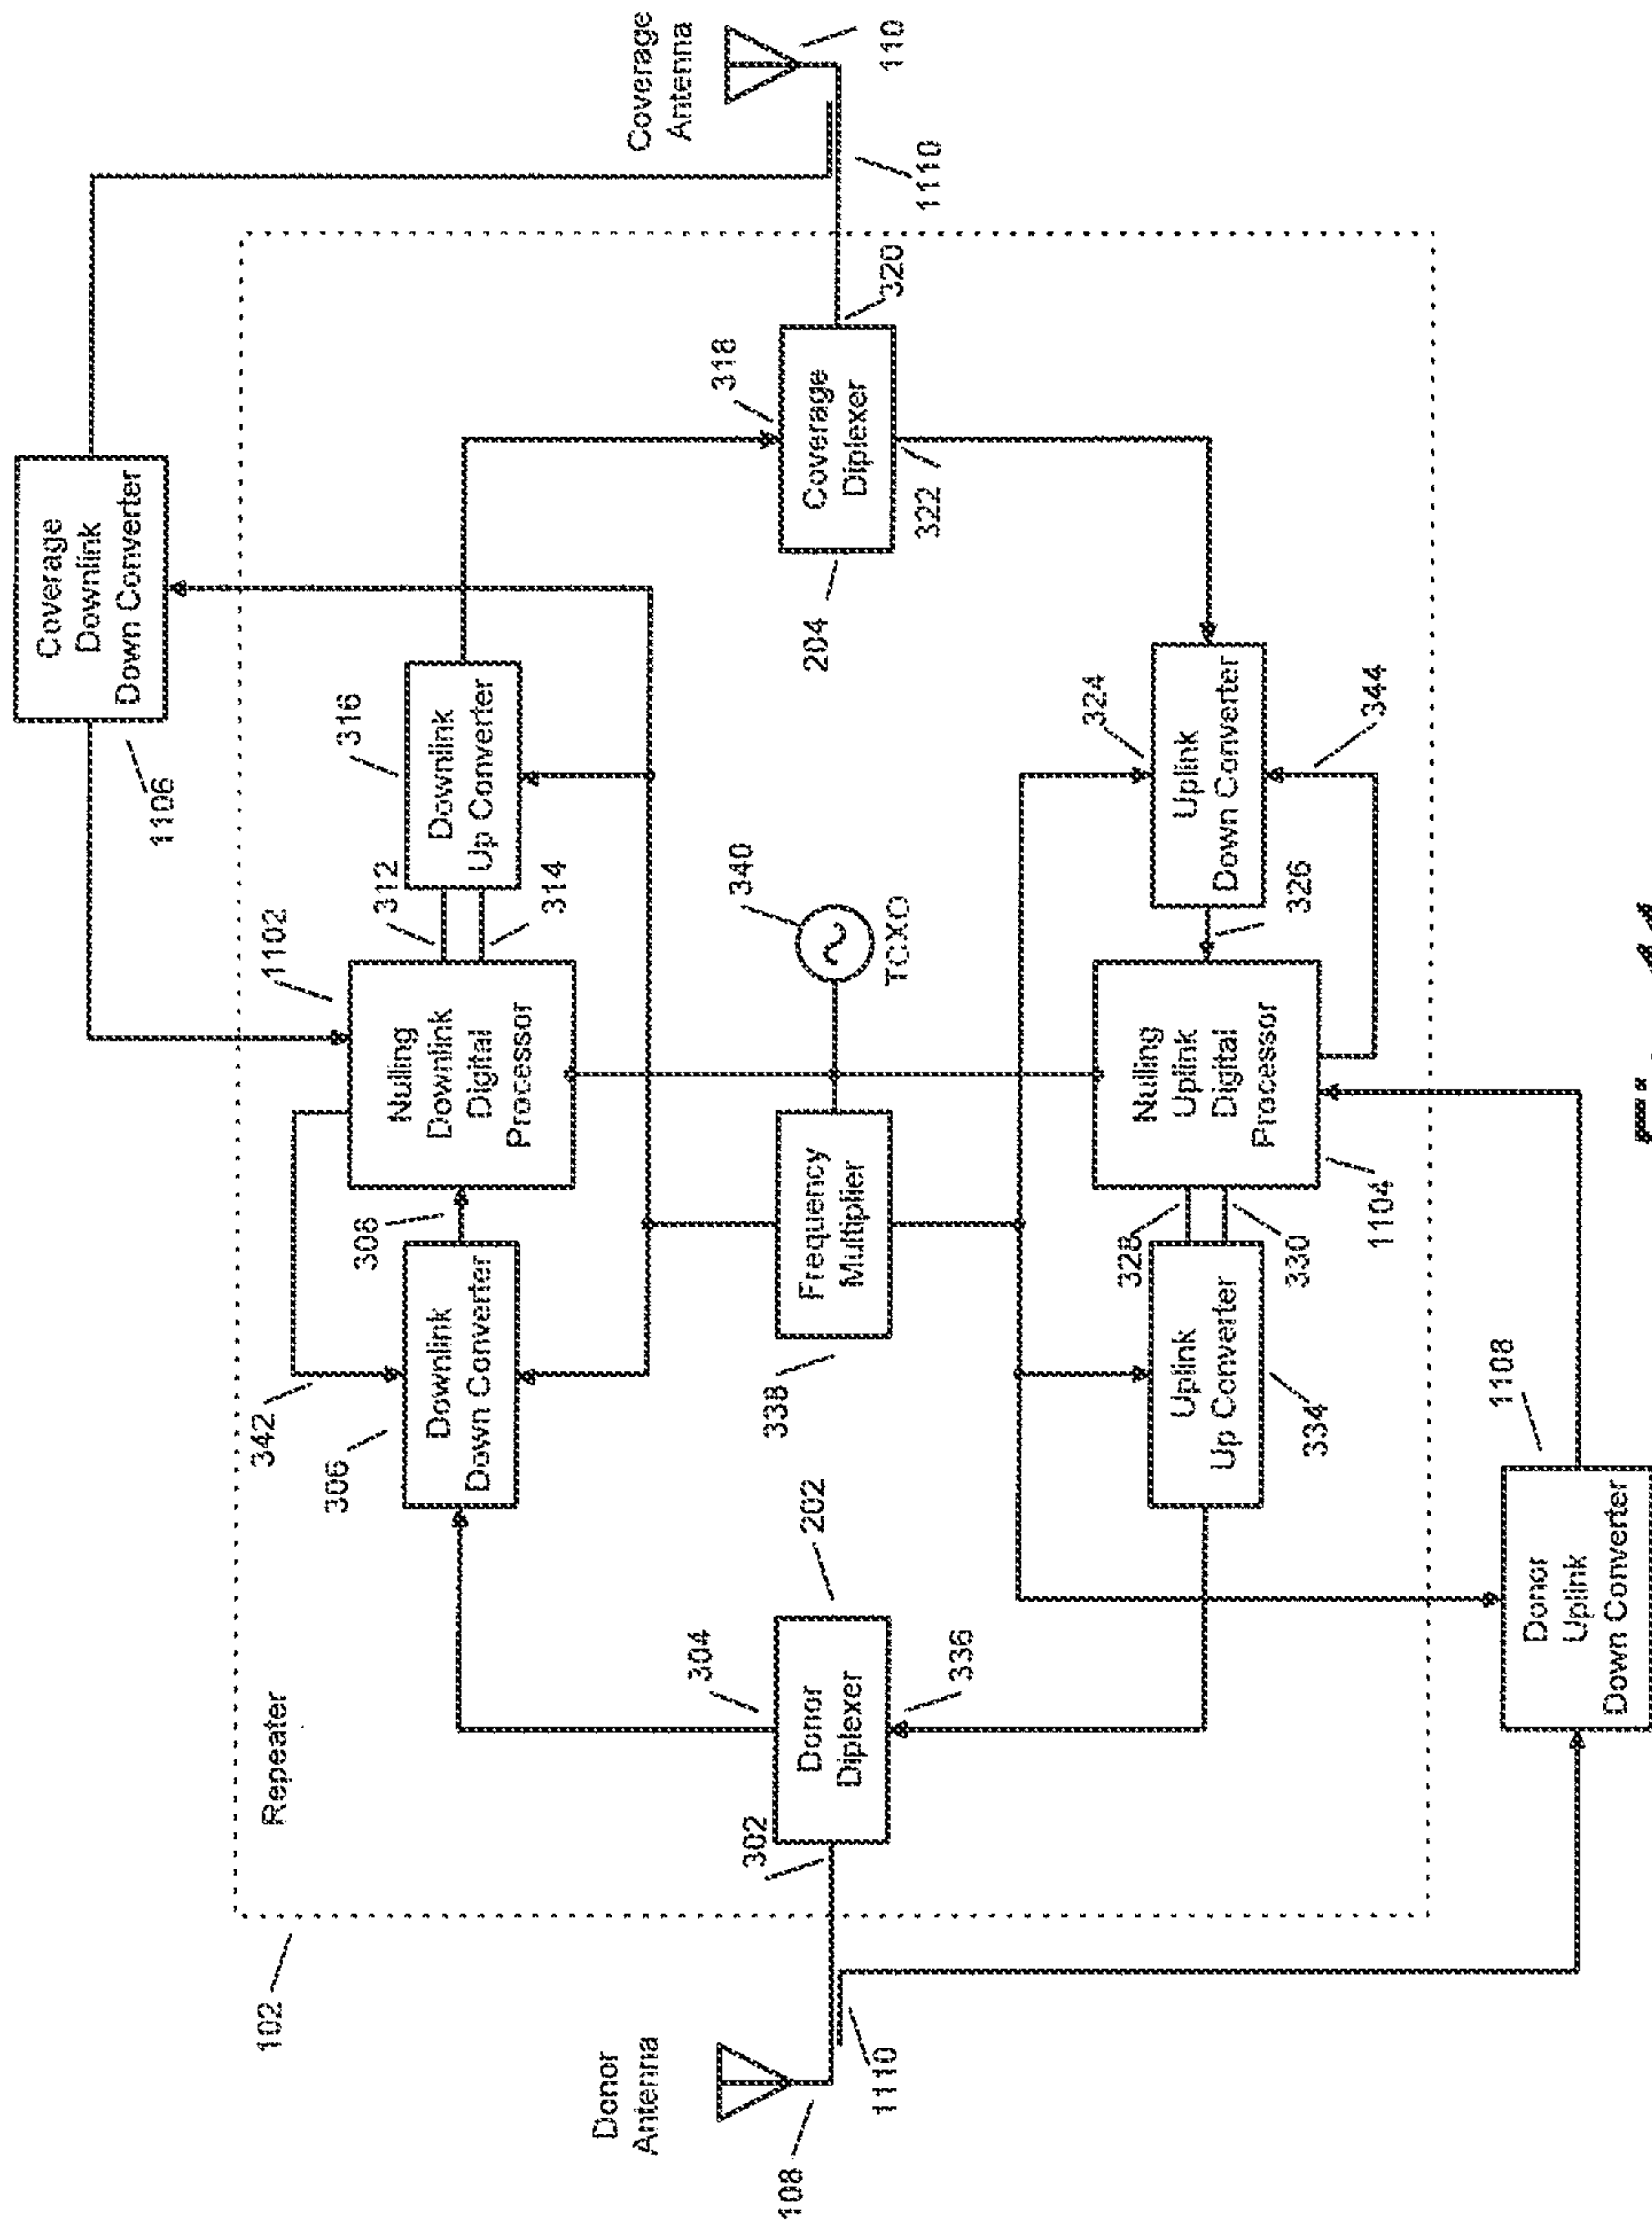 Coverage
Downlink
Down Converter
1106
Coverage
Antenna
110
1110
Repeater
102
342
306
Downlink
Down Converter
308
1102
Nulling
Downlink
Digital
Processor
312
314
316
Downlink
Up Converter
318
Coverage
Diplexer
320
322
204
Donor
Antenna
108
1110
302
304
Donor
Diplexer
202
336
338
Frequency
Multiplier
340
TCXO
Uplink
Up Converter
334
328
330
Nulling
Uplink
Digital
Processor
1104
326
324
Uplink
Down Converter
344
1108
Donor
Uplink
Down Converter